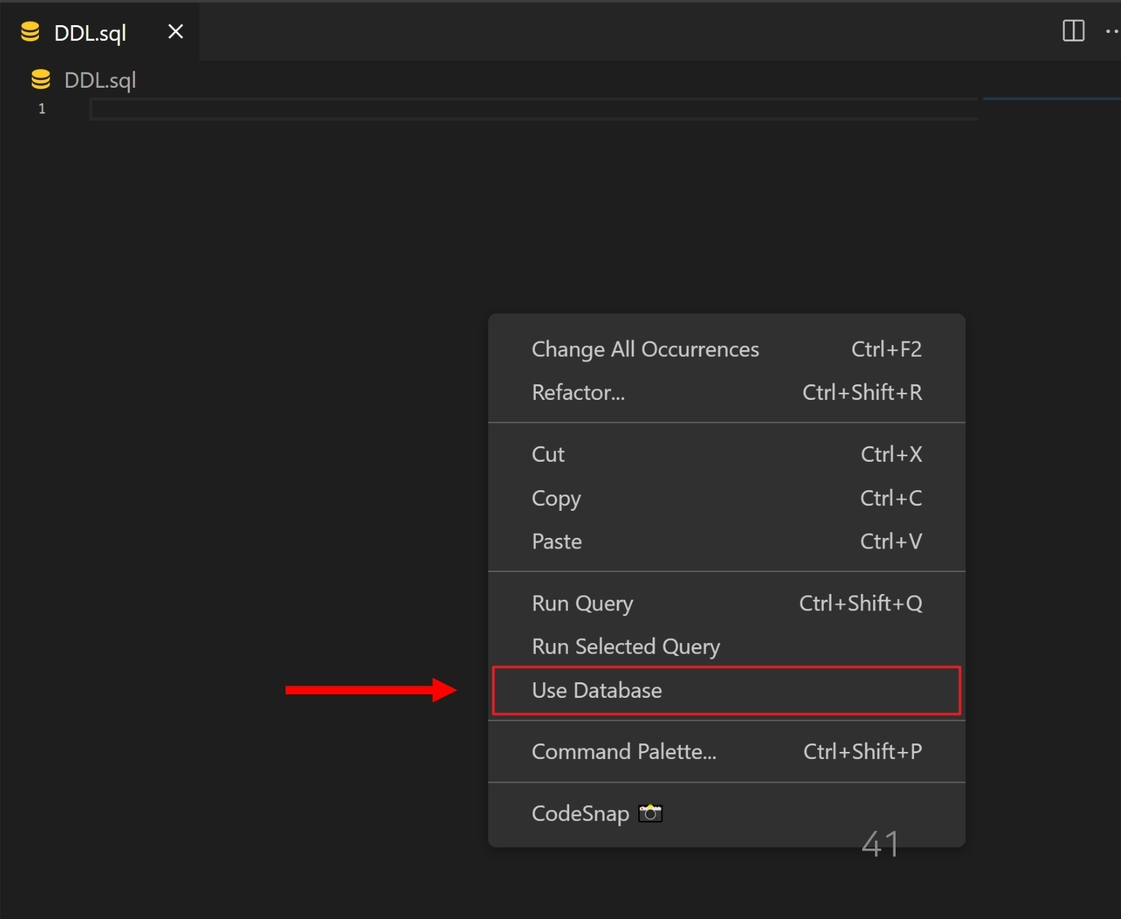 DDL.sql
DDL.sql
1
Change All Occurrences Ctrl+F2
Refactor... Ctrl+Shift+R
Cut Ctrl+X
Copy Ctrl+C
Paste Ctrl+V
Run Query Ctrl+Shift+Q
Run Selected Query
Use Database
Command Palette... Ctrl+Shift+P
CodeSnap 📸
41